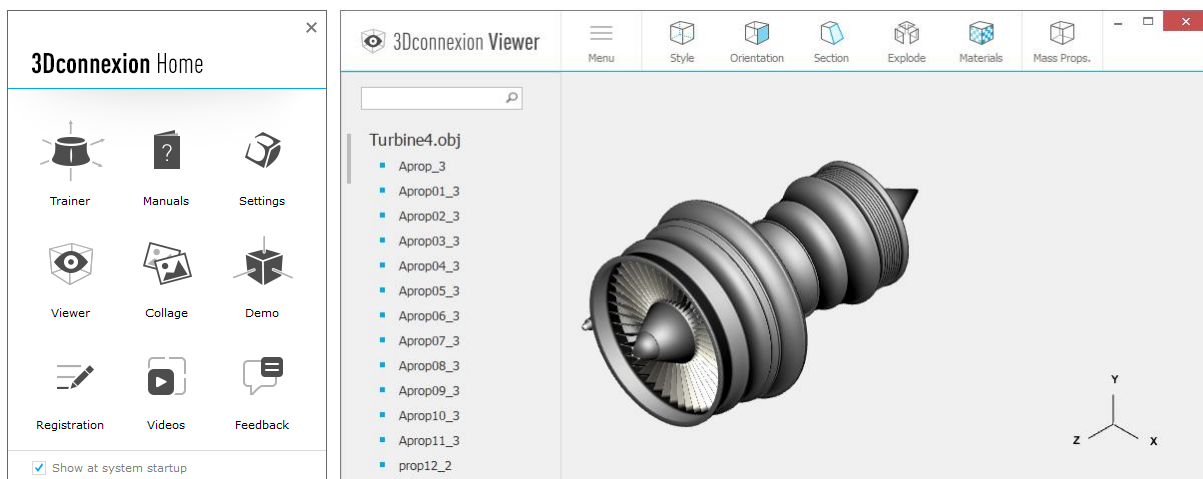 3Dconnexion Home
Trainer
Manuals
Settings
Viewer
Collage
Demo
Registration
Videos
Feedback
Show at system startup
3Dconnexion Viewer
Menu
Style
Orientation
Section
Explode
Materials
Mass Props.
Turbine4.obj
Aprop_3
Aprop01_3
Aprop02_3
Aprop03_3
Aprop04_3
Aprop05_3
Aprop06_3
Aprop07_3
Aprop08_3
Aprop09_3
Aprop10_3
Aprop11_3
prop12_2
Y
Z
X